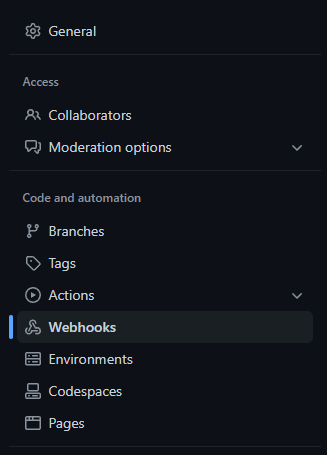 General
Access
Collaborators
Moderation options
Code and automation
Branches
Tags
Actions
Webhooks
Environments
Codespaces
Pages